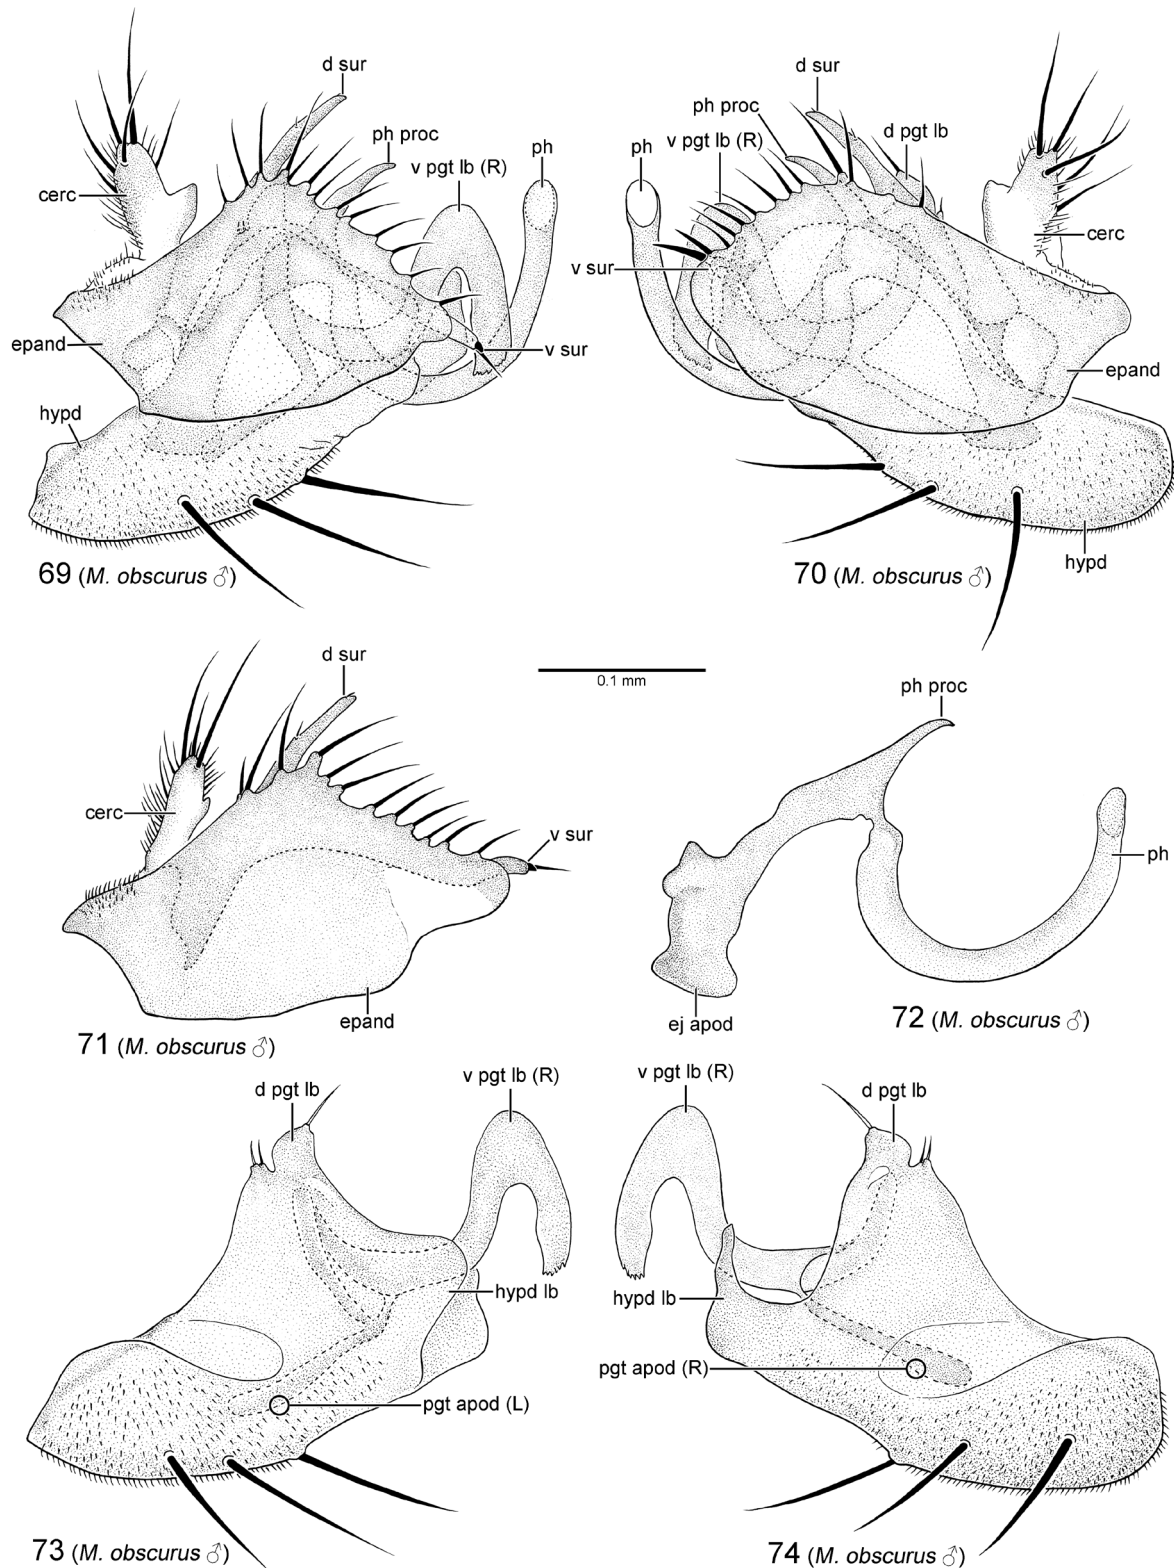 d sur
ph proc
v pgt lb (R)
ph
cerc
epand
v sur
hypd
69 (M. obscurus ♂)
d sur
ph proc
d pgt lb
v pgt lb (R)
ph
cerc
v sur
epand
hypd
70 (M. obscurus ♂)
d sur
cerc
v sur
epand
71 (M. obscurus ♂)
0.1 mm
ph proc
ph
ej apod
72 (M. obscurus ♂)
d pgt lb
v pgt lb (R)
hypd lb
pgt apod (L)
73 (M. obscurus ♂)
v pgt lb (R)
d pgt lb
hypd lb
pgt apod (R)
74 (M. obscurus ♂)